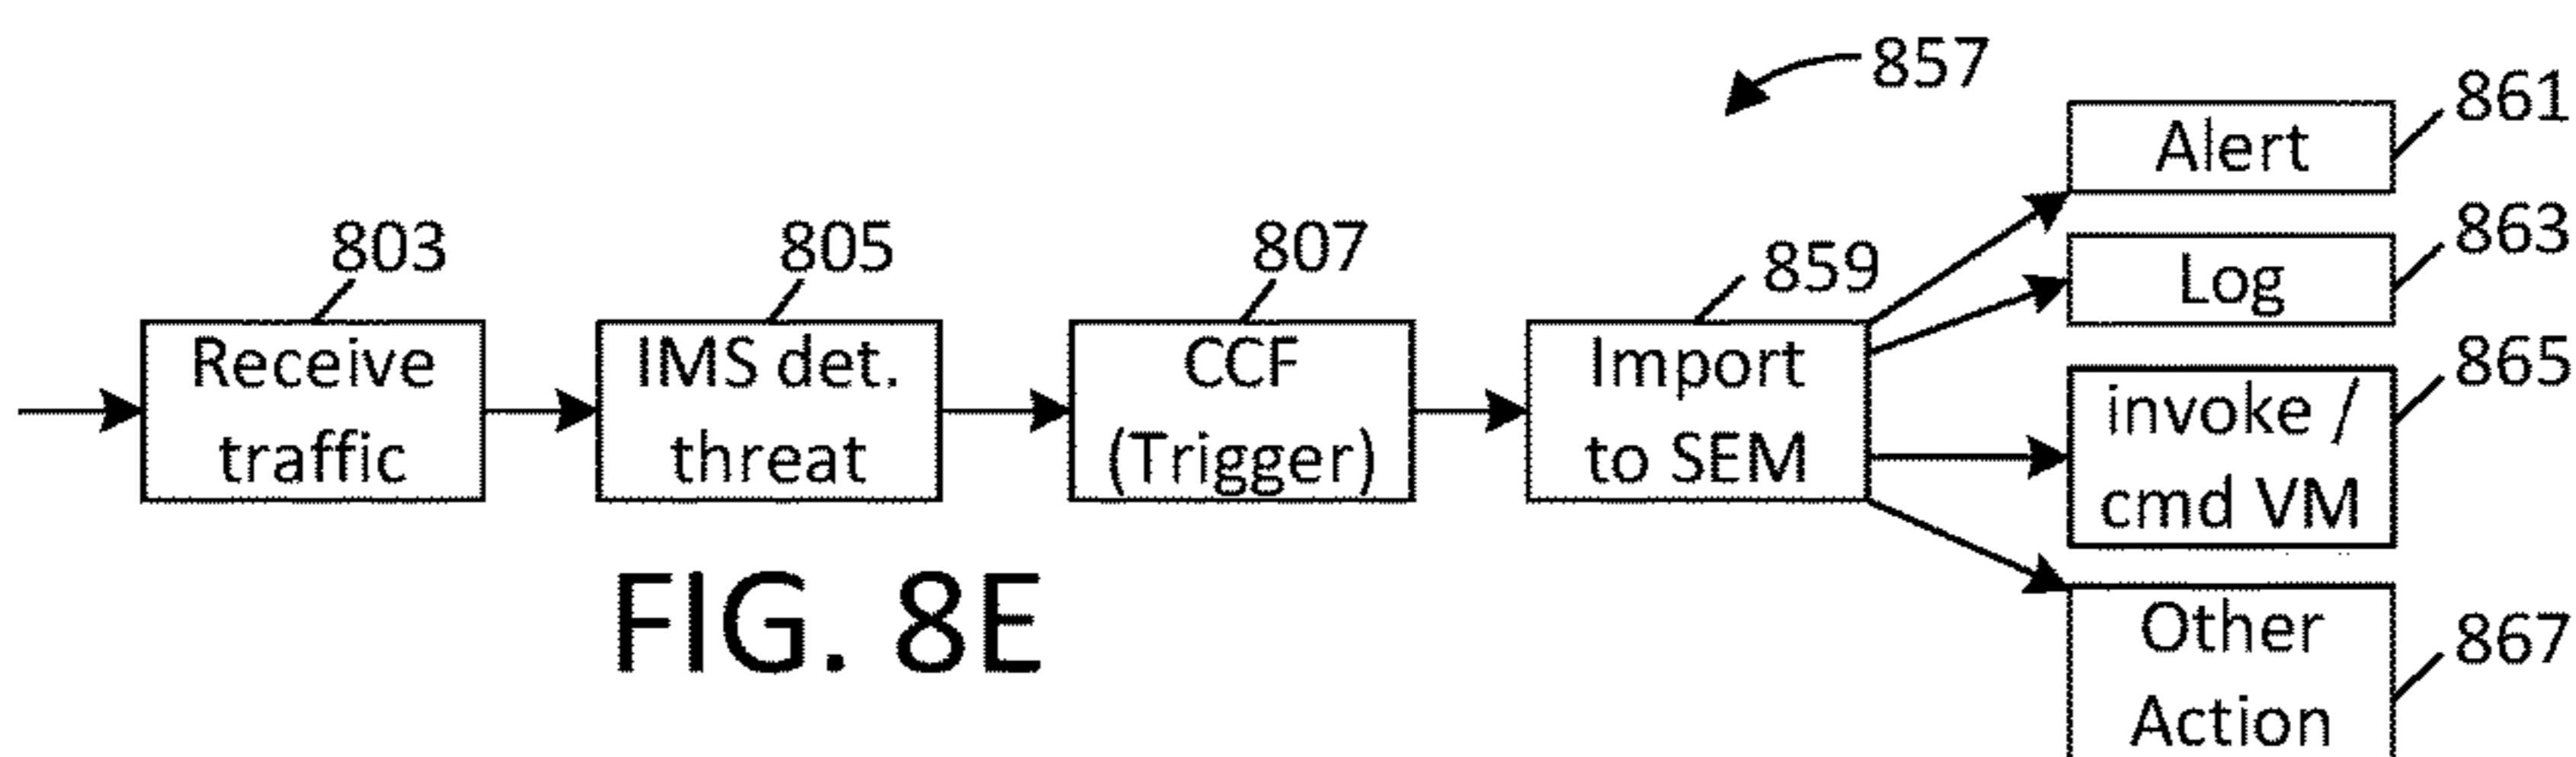 857
861
Alert
863
Log
803
805
807
859
865
Receive
traffic
IMS det.
threat
CCF
(Trigger)
Import
to SEM
invoke /
cmd VM
867
Other
Action
FIG. 8E